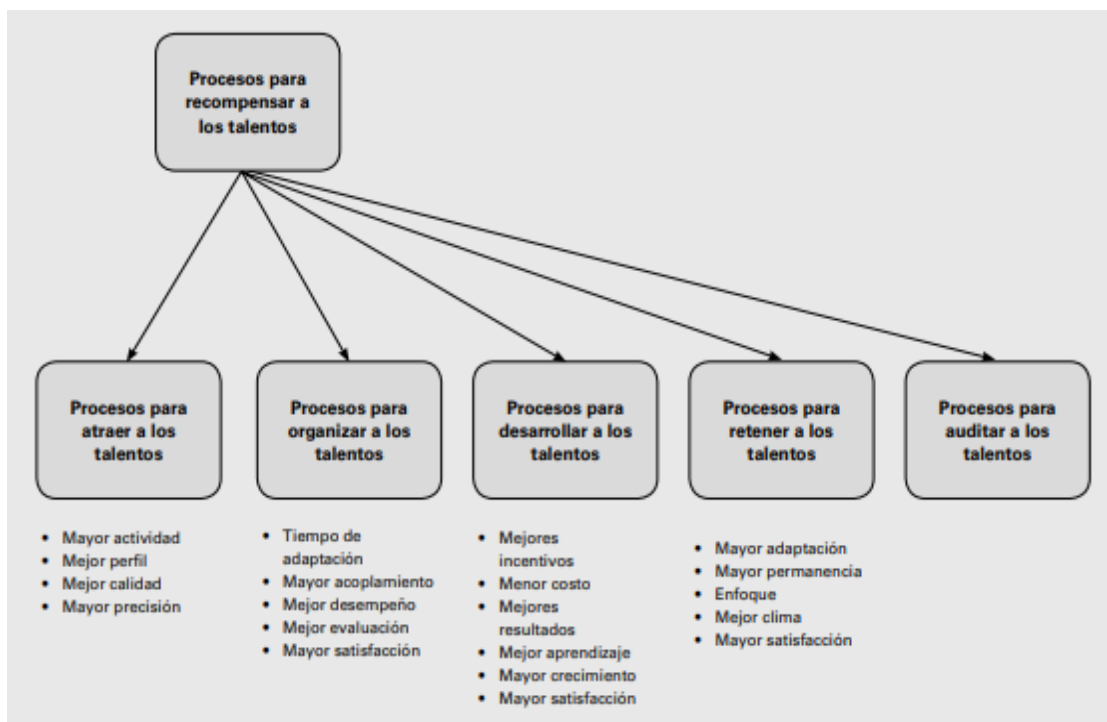 Procesos para
recompensar a
los talentos
Procesos para
atraer a los
talentos
Procesos para
organizar a los
talentos
Procesos para
desarrollar a los
talentos
Procesos para
retener a los
talentos
Procesos para
auditar a los
talentos
• Mayor actividad
• Mejor perfil
• Mejor calidad
• Mayor precisión
• Tiempo de
adaptación
• Mayor acoplamiento
• Mejor desempeño
• Mejor evaluación
• Mayor satisfacción
• Mejores
incentivos
• Menor costo
• Mejores
resultados
• Mejor aprendizaje
• Mayor crecimiento
• Mayor satisfacción
• Mayor adaptación
• Mayor permanencia
• Enfoque
• Mejor clima
• Mayor satisfacción